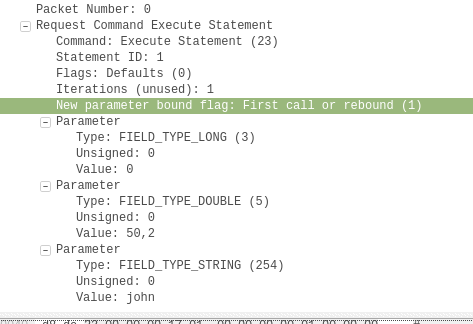 Packet Number: 0
Request Command Execute Statement
Command: Execute Statement (23)
Statement ID: 1
Flags: Defaults (0)
Iterations (unused): 1
New parameter bound flag: First call or rebound (1)
Parameter
Type: FIELD_TYPE_LONG (3)
Unsigned: 0
Value: 0
Parameter
Type: FIELD_TYPE_DOUBLE (5)
Unsigned: 0
Value: 50,2
Parameter
Type: FIELD_TYPE_STRING (254)
Unsigned: 0
Value: john